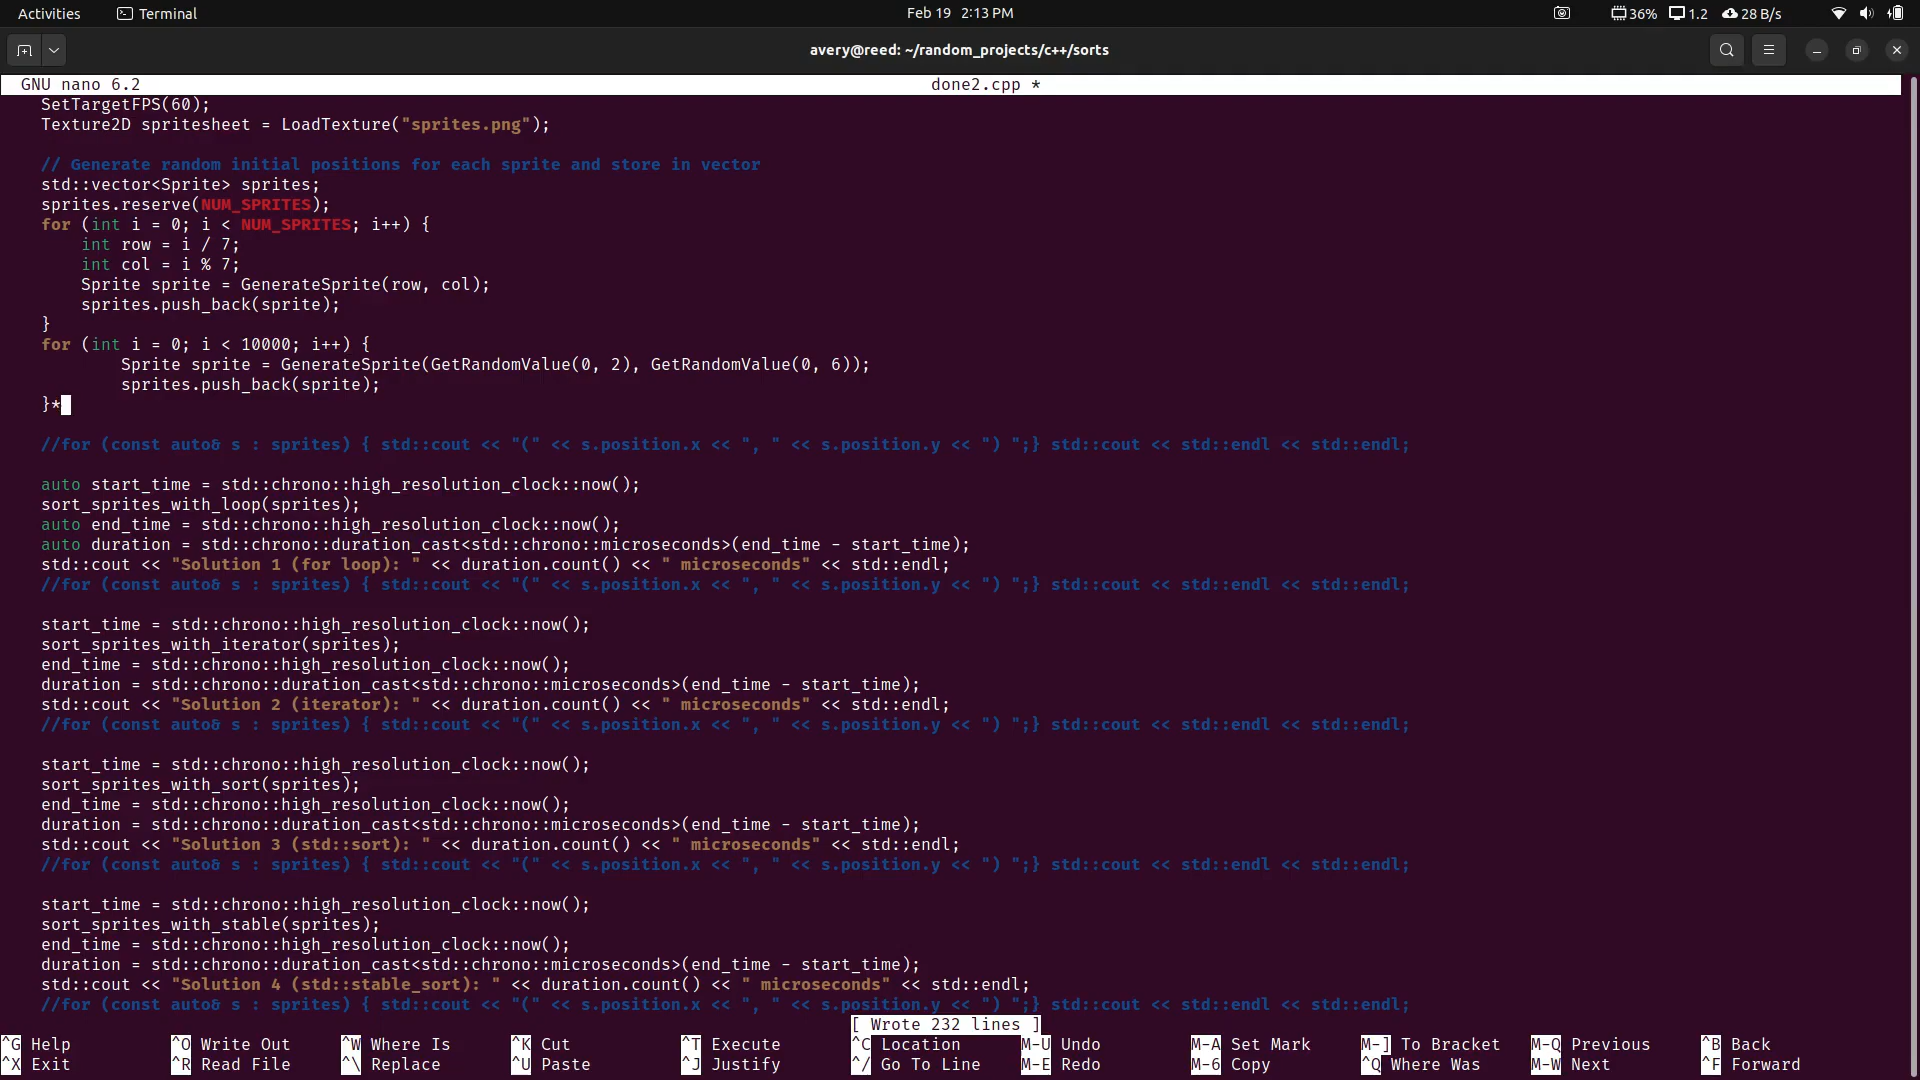 Activities Terminal Feb 19 2:13 PM 36% 1.2 28 B/s
avery@reed: ~/random_projects/c++/sorts
GNU nano 6.2 done2.cpp *
SetTargetFPS(60);
Texture2D spritesheet = LoadTexture("sprites.png");
// Generate random initial positions for each sprite and store in vector
std::vector<Sprite> sprites;
sprites.reserve(NUM_SPRITES);
for (int i = 0; i < NUM_SPRITES; i++) {
int row = i / 7;
int col = i % 7;
Sprite sprite = GenerateSprite(row, col);
sprites.push_back(sprite);
}
for (int i = 0; i < 10000; i++) {
Sprite sprite = GenerateSprite(GetRandomValue(0, 2), GetRandomValue(0, 6));
sprites.push_back(sprite);
}*
//for (const auto& s : sprites) { std::cout << "(" << s.position.x << ", " << s.position.y << ") ";} std::cout << std::endl << std::endl;
auto start_time = std::chrono::high_resolution_clock::now();
sort_sprites_with_loop(sprites);
auto end_time = std::chrono::high_resolution_clock::now();
auto duration = std::chrono::duration_cast<std::chrono::microseconds>(end_time - start_time);
std::cout << "Solution 1 (for loop): " << duration.count() << " microseconds" << std::endl;
//for (const auto& s : sprites) { std::cout << "(" << s.position.x << ", " << s.position.y << ") ";} std::cout << std::endl << std::endl;
start_time = std::chrono::high_resolution_clock::now();
sort_sprites_with_iterator(sprites);
end_time = std::chrono::high_resolution_clock::now();
duration = std::chrono::duration_cast<std::chrono::microseconds>(end_time - start_time);
std::cout << "Solution 2 (iterator): " << duration.count() << " microseconds" << std::endl;
//for (const auto& s : sprites) { std::cout << "(" << s.position.x << ", " << s.position.y << ") ";} std::cout << std::endl << std::endl;
start_time = std::chrono::high_resolution_clock::now();
sort_sprites_with_sort(sprites);
end_time = std::chrono::high_resolution_clock::now();
duration = std::chrono::duration_cast<std::chrono::microseconds>(end_time - start_time);
std::cout << "Solution 3 (std::sort): " << duration.count() << " microseconds" << std::endl;
//for (const auto& s : sprites) { std::cout << "(" << s.position.x << ", " << s.position.y << ") ";} std::cout << std::endl << std::endl;
start_time = std::chrono::high_resolution_clock::now();
sort_sprites_with_stable(sprites);
end_time = std::chrono::high_resolution_clock::now();
duration = std::chrono::duration_cast<std::chrono::microseconds>(end_time - start_time);
std::cout << "Solution 4 (std::stable_sort): " << duration.count() << " microseconds" << std::endl;
//for (const auto& s : sprites) { std::cout << "(" << s.position.x << ", " << s.position.y << ") ";} std::cout << std::endl << std::endl;
[ Wrote 232 lines ]
^G Help ^O Write Out ^W Where Is ^K Cut ^T Execute ^C Location M-U Undo M-A Set Mark M-] To Bracket M-Q Previous ^B Back
^X Exit ^R Read File ^\ Replace ^U Paste ^J Justify ^/ Go To Line M-E Redo M-6 Copy ^Q Where Was M-W Next ^F Forward